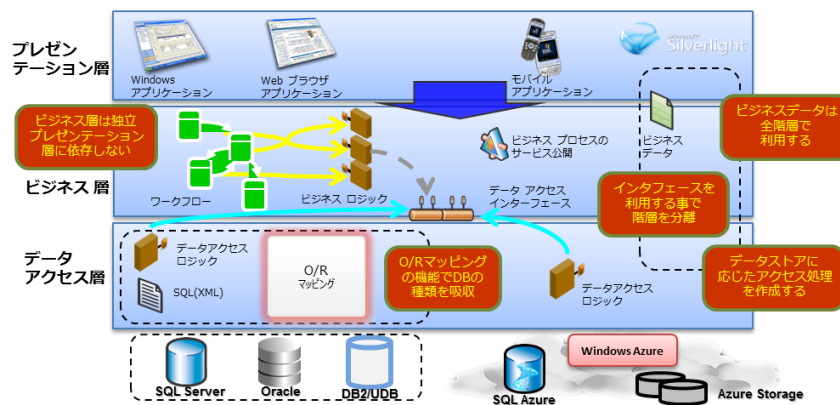 プレゼン
テーション層
Windows
アプリケーション
Web ブラウザ
アプリケーション
モバイル
アプリケーション
Microsoft
Silverlight
ビジネス層は独立
プレゼンテーション
層に依存しない
ビジネス 層
ワークフロー
ビジネス ロジック
ビジネス プロセスの
サービス公開
データ アクセス
インターフェース
ビジネス
データ
ビジネスデータは
全階層で
利用する
インタフェースを
利用する事で
階層を分離
データ
アクセス層
データアクセス
ロジック
SQL(XML)
O/R
マッピング
O/Rマッピング
の機能でDBの
種類を吸収
データアクセス
ロジック
データストアに
応じたアクセス処理
を作成する
SQL Server
Oracle
DB2/UDB
Windows Azure
SQL Azure
Azure Storage